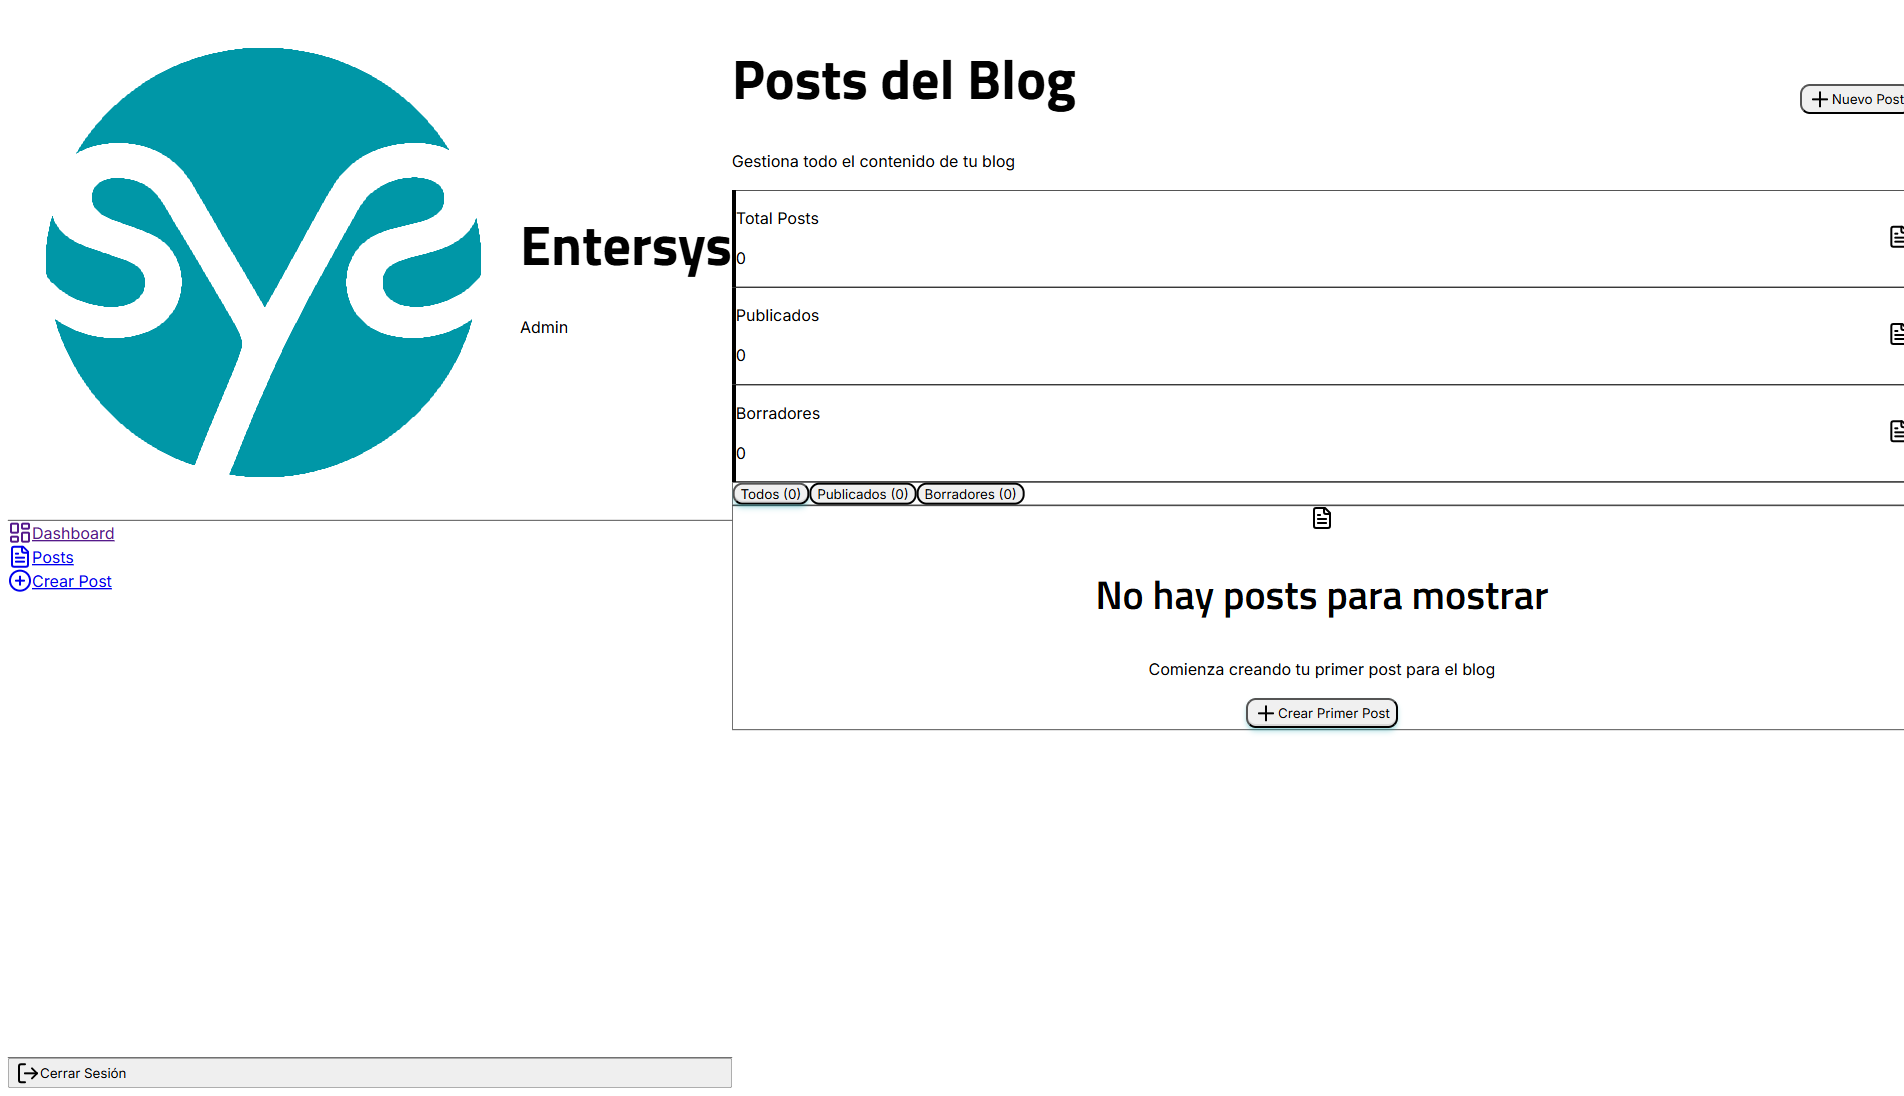 Entersys
Admin
Dashboard
Posts
Crear Post
Cerrar Sesión
Posts del Blog
Nuevo Post
Gestiona todo el contenido de tu blog
Total Posts
0
Publicados
0
Borradores
0
Todos (0) Publicados (0) Borradores (0)
No hay posts para mostrar
Comienza creando tu primer post para el blog
Crear Primer Post